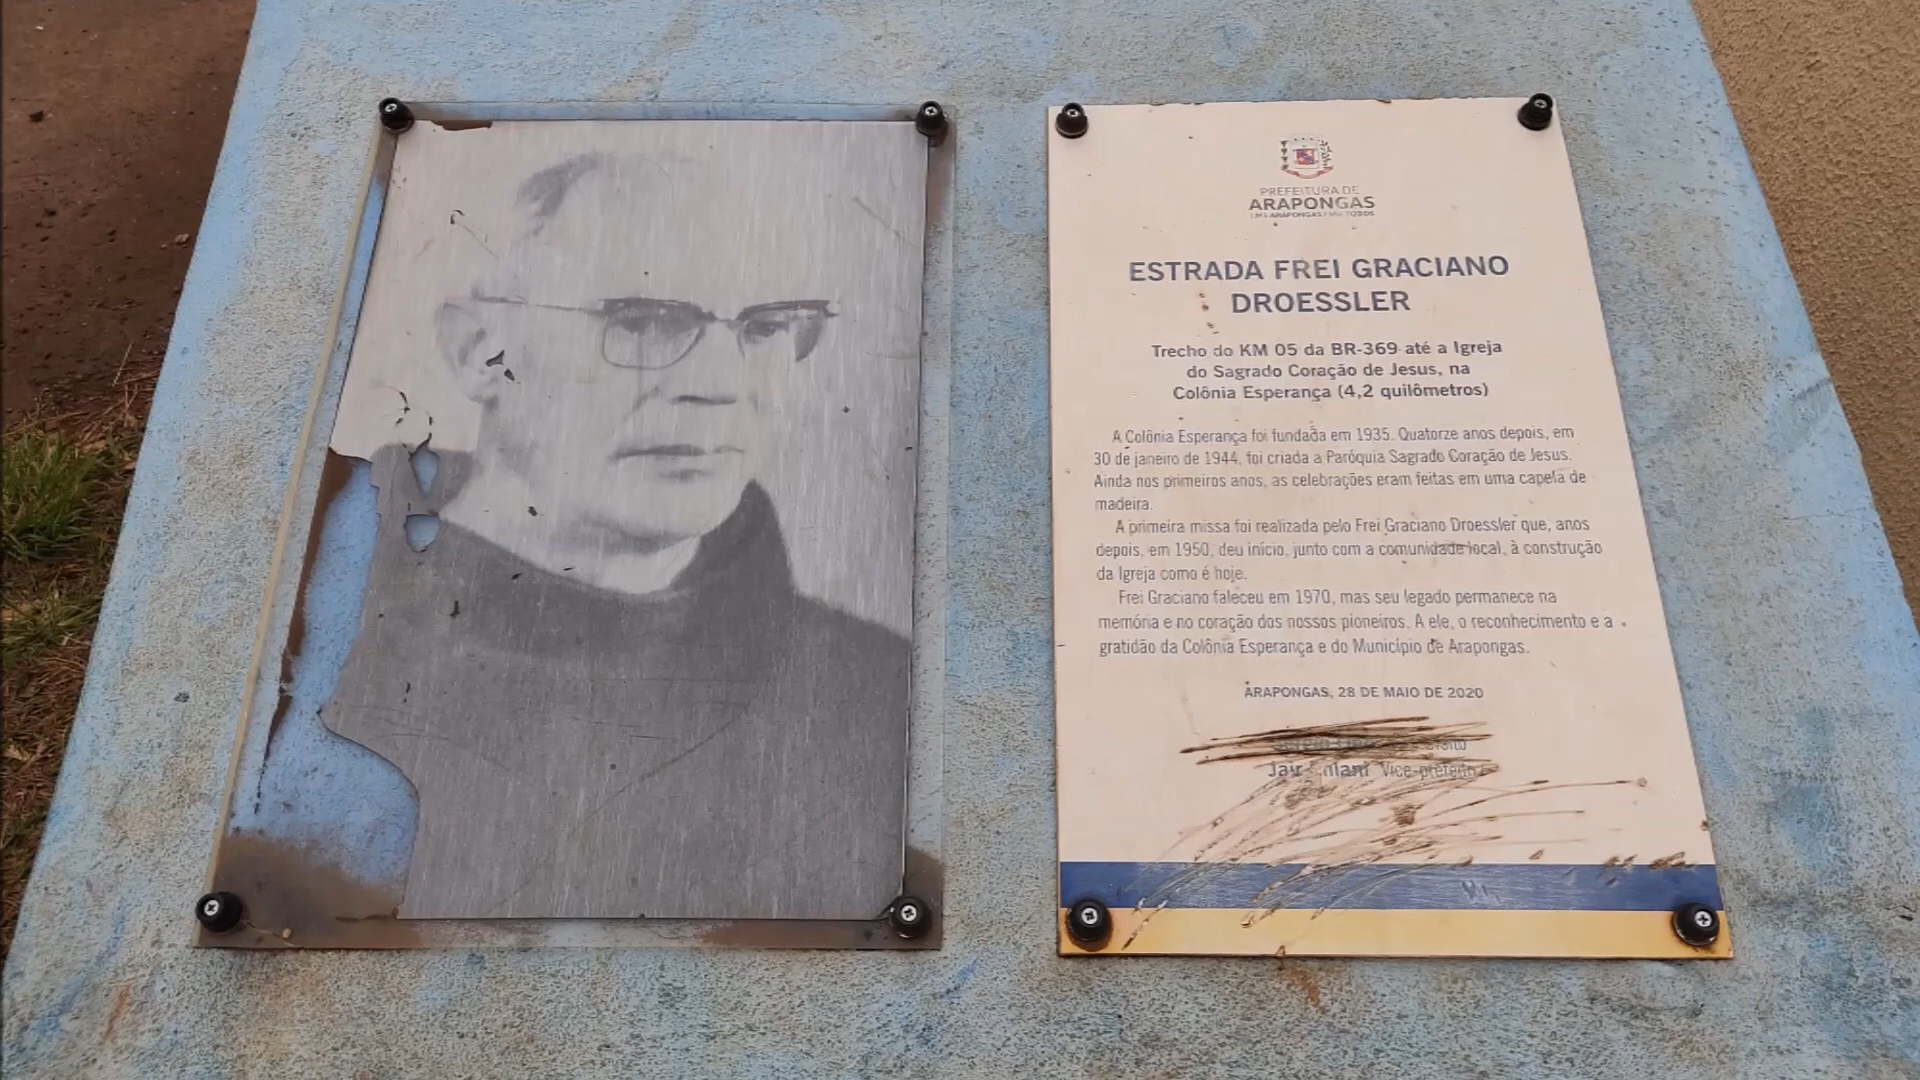 PREFEITURA DE
ARAPONGAS
UMA ARAPONGAS PARA TODOS
ESTRADA FREI GRACIANO
DROESSLER
Trecho do KM 05 da BR-369 até a Igreja
do Sagrado Coração de Jesus, na
Colônia Esperança (4,2 quilômetros)
A Colônia Esperança foi fundada em 1935. Quatorze anos depois, em
30 de janeiro de 1944, foi criada a Paróquia Sagrado Coração de Jesus.
Ainda nos primeiros anos, as celebrações eram feitas em uma capela de
madeira.
A primeira missa foi realizada pelo Frei Graciano Droessler que, anos
depois, em 1950, deu início, junto com a comunidade local, à construção
da Igreja como é hoje.
Frei Graciano faleceu em 1970, mas seu legado permanece na
memória e no coração dos nossos pioneiros. A ele, o reconhecimento e a
gratidão da Colônia Esperança e do Município de Arapongas.
ARAPONGAS, 28 DE MAIO DE 2020
Jair Vice-prefeito